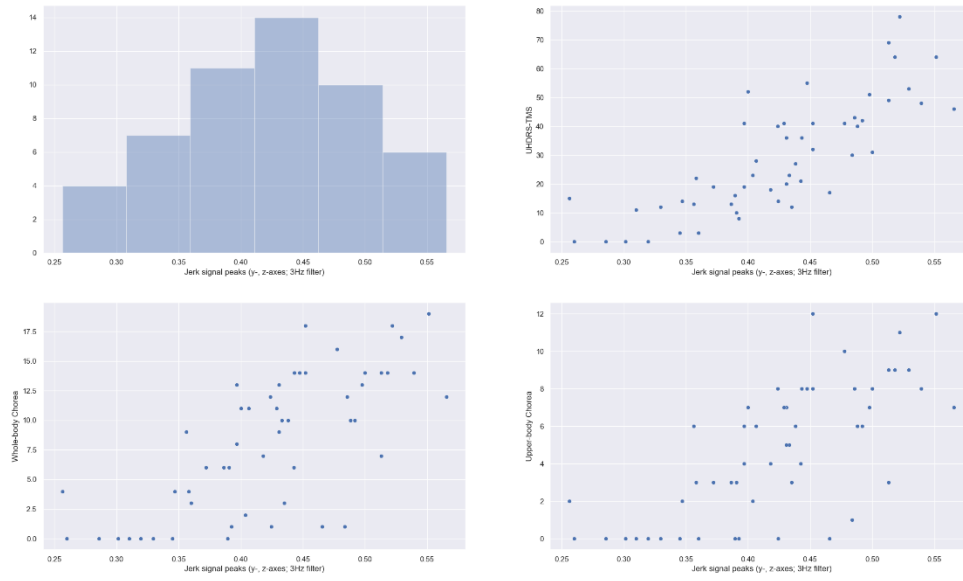 14
12
10
8
6
4
2
0
0.25 0.30 0.35 0.40 0.45 0.50 0.55
Jerk signal peaks (y-, z-axes; 3Hz filter)
80
70
60
50
40
30
20
10
0
UHDRS-TMS
0.25 0.30 0.35 0.40 0.45 0.50 0.55
Jerk signal peaks (y-, z-axes; 3Hz filter)
17.5
15.0
12.5
10.0
7.5
5.0
2.5
0.0
Whole-body Chorea
0.25 0.30 0.35 0.40 0.45 0.50 0.55
Jerk signal peaks (y-, z-axes; 3Hz filter)
12
10
8
6
4
2
0
Upper-body Chorea
0.25 0.30 0.35 0.40 0.45 0.50 0.55
Jerk signal peaks (y-, z-axes; 3Hz filter)